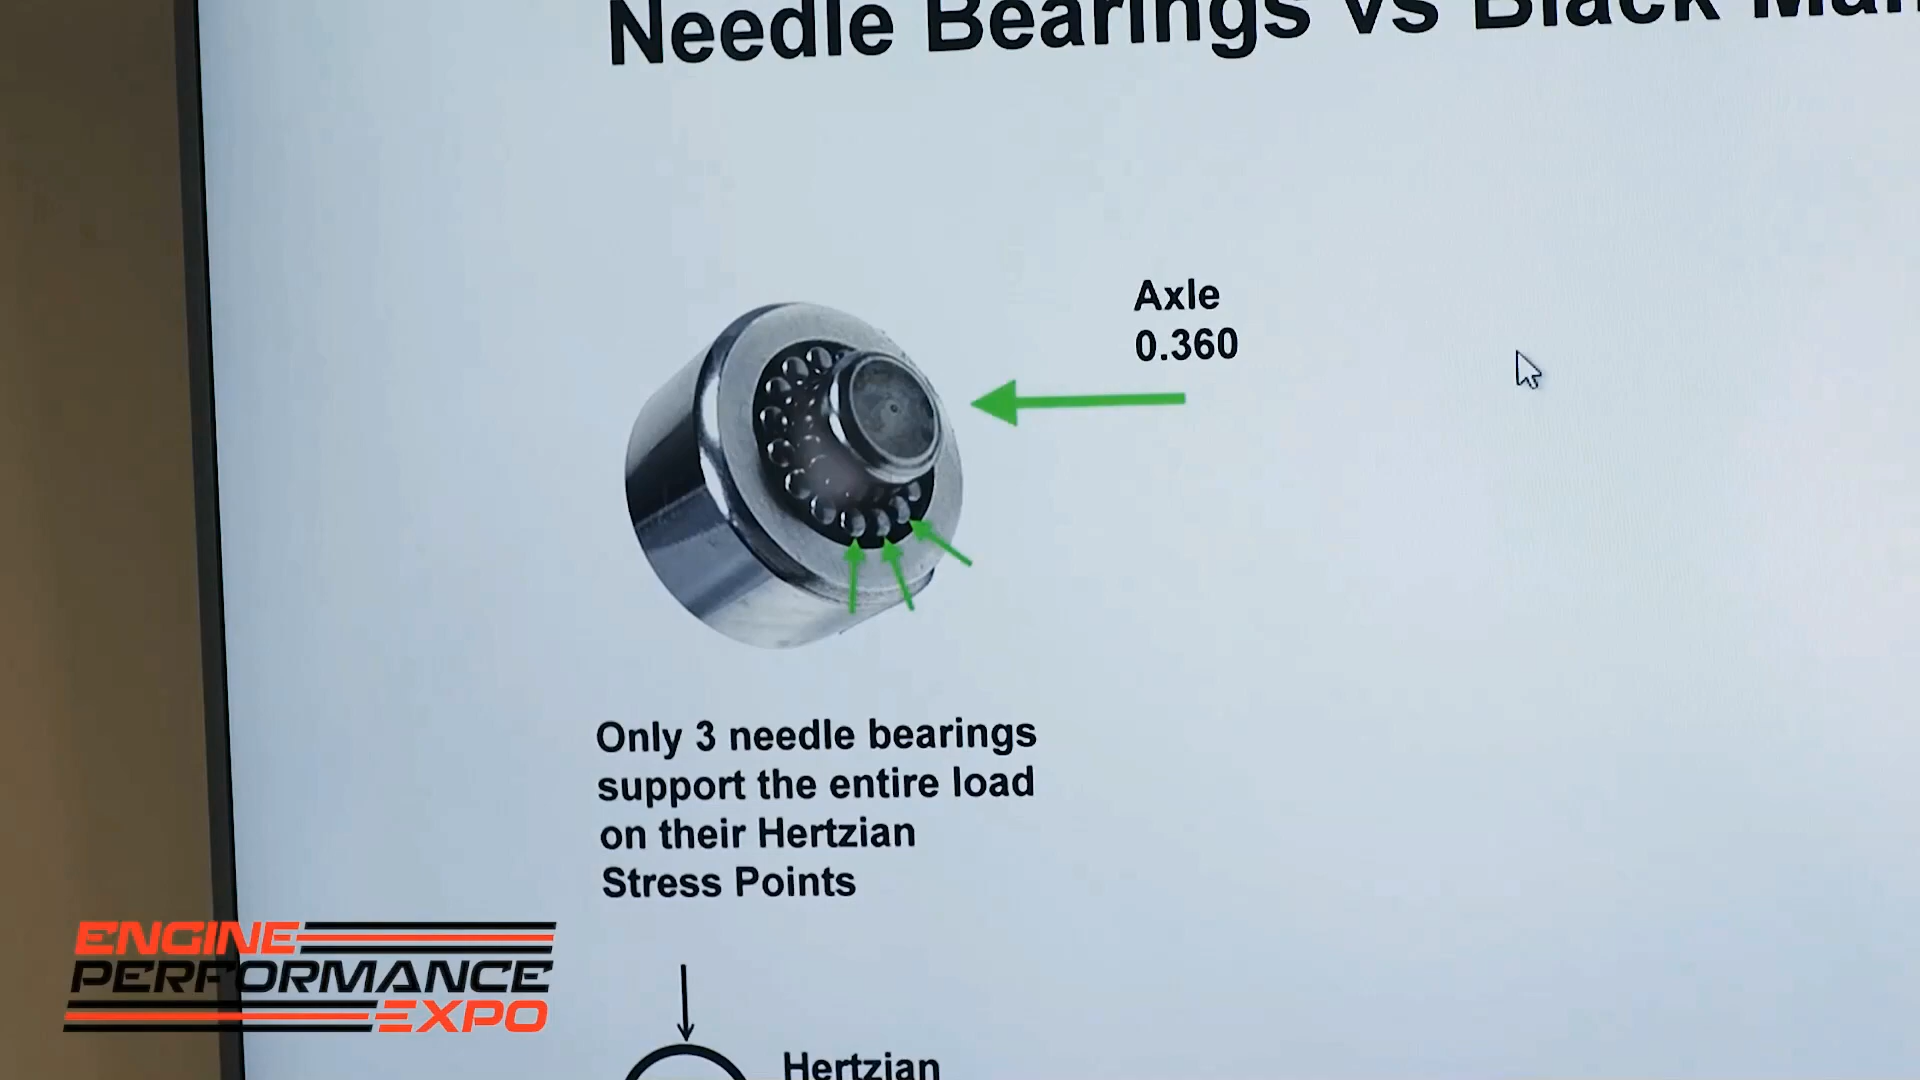 Needle Bearings vs Black
Axle
0.360
Only 3 needle bearings
support the entire load
on their Hertzian
Stress Points
Hertzian
ENGINE
PERFORMANCE
EXPO